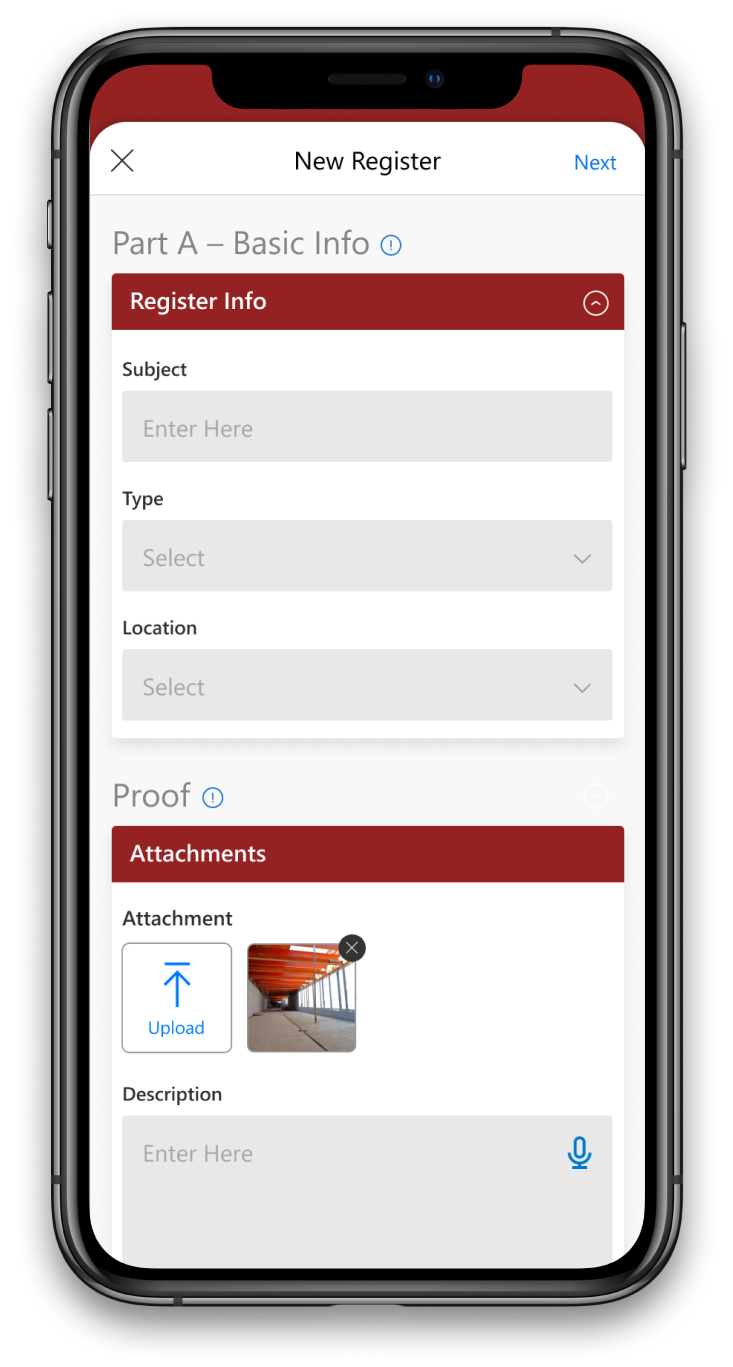 New Register
Next
Part A – Basic Info
Register Info
Subject
Enter Here
Type
Select
Location
Select
Proof
Attachments
Attachment
Upload
Description
Enter Here